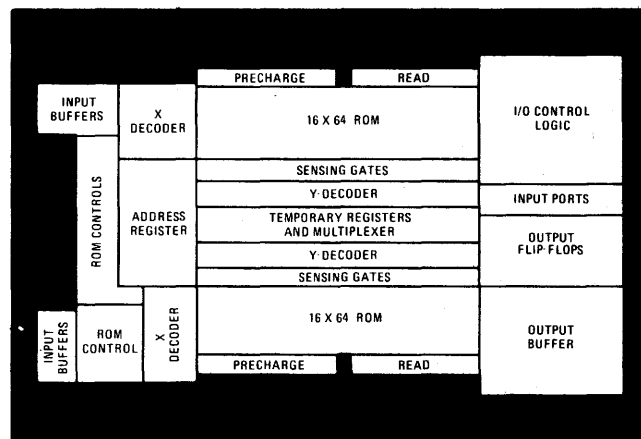 PRECHARGE
READ
INPUT
BUFFERS
X
DECODER
16 X 64 ROM
I/O CONTROL
LOGIC
SENSING GATES
Y-DECODER
INPUT PORTS
ROM CONTROLS
ADDRESS
REGISTER
TEMPORARY REGISTERS
AND MULTIPLEXER
OUTPUT
FLIP-FLOPS
Y-DECODER
SENSING GATES
INPUT
BUFFERS
ROM
CONTROL
X
DECODER
16 X 64 ROM
OUTPUT
BUFFER
PRECHARGE
READ